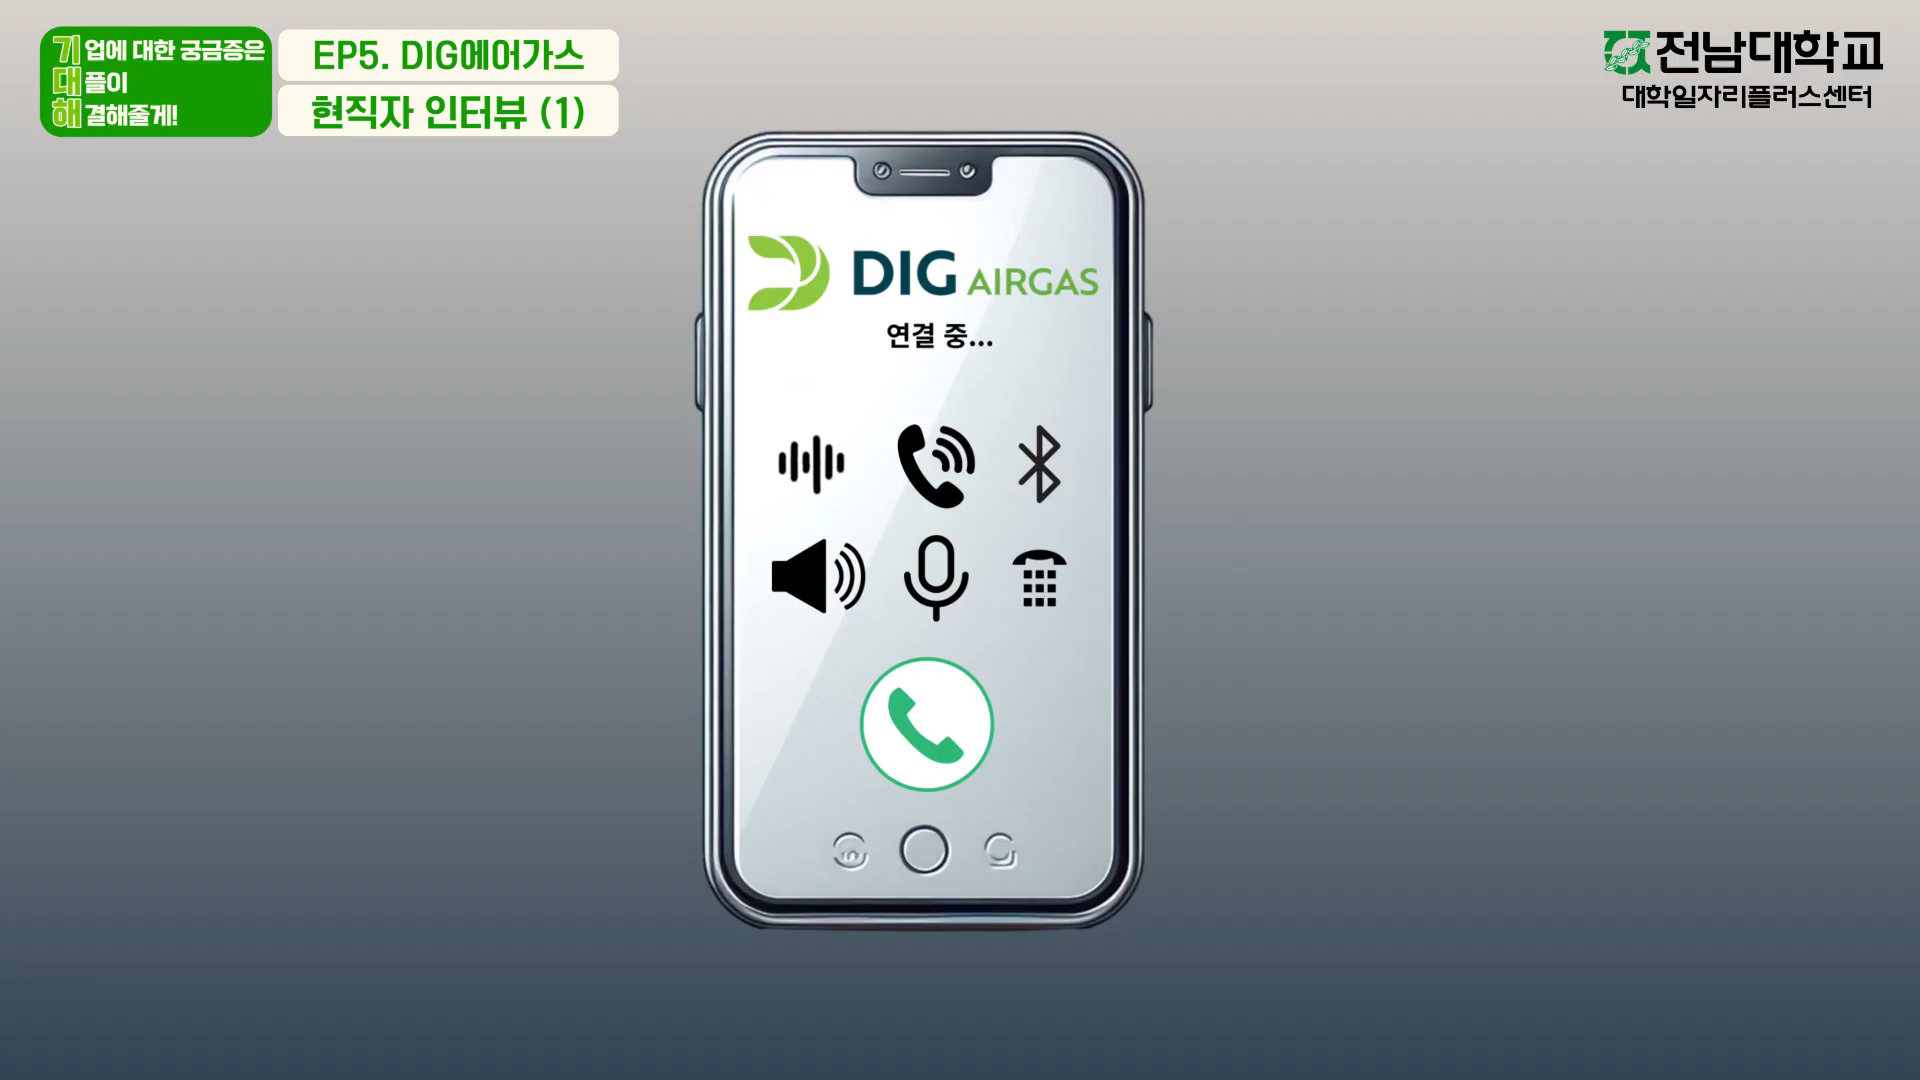 기업에 대한 궁금증은
대플이
해결해줄게!
EP5. DIG에어가스
현직자 인터뷰 (1)
전남대학교
대학일자리플러스센터
DIG AIRGAS
연결 중...